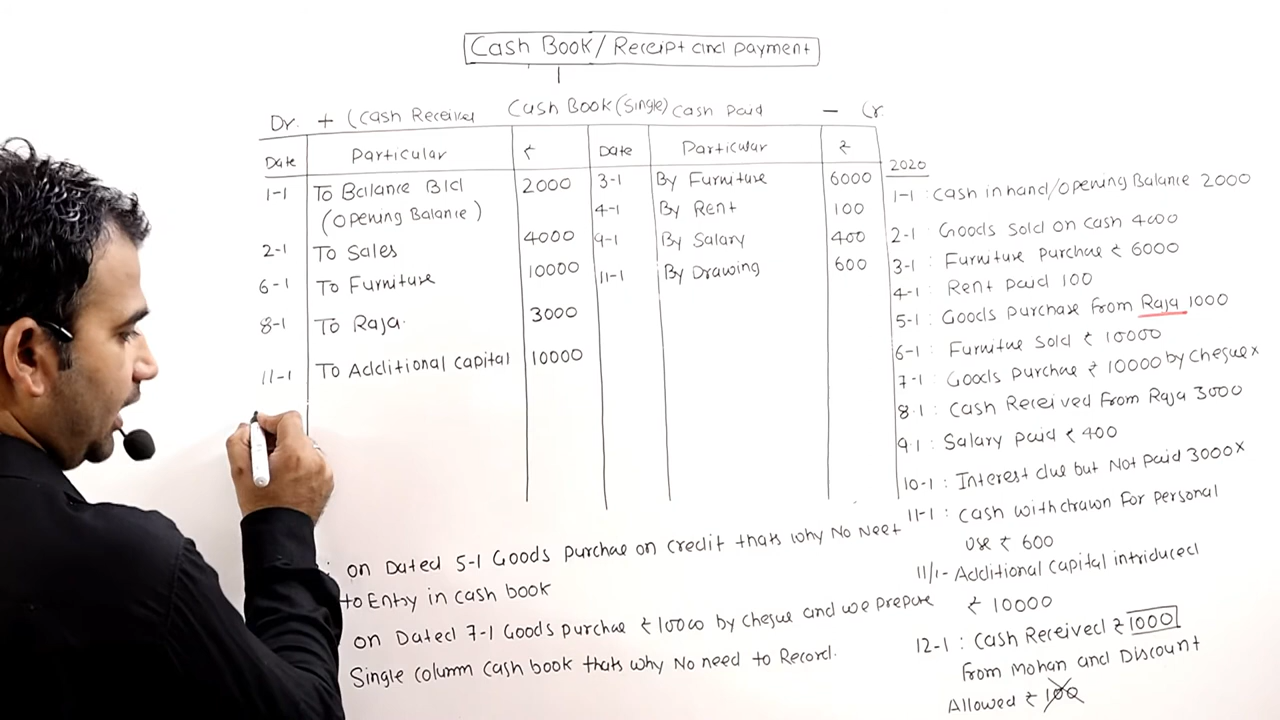 Cash Book/Receipt and payment
Cash Book (Single)
Dr. + (Cash Received
Cash Paid - Cr.
Date Particular ₹ Date Particular ₹
1-1 To Balance B/d 2000 3-1 By Furniture 6000
(Opening Balance) 4-1 By Rent 100
2-1 To Sales 4000 9-1 By Salary 400
6-1 To Furniture 10000 11-1 By Drawing 600
8-1 To Raja. 3000
11-1 To Additional capital 10000
: on Dated 5-1 Goods Purchae on credit thats why No Neet
to Entry in cash book
on Dated 7-1 Goods purchae ₹10000 by cheque and we prepare
Single column cash book thats why No need to Record.
2020
1-1 : Cash in hand/Opening Balance 2000
2-1 : Goods Sold on cash 4000
3-1 : Furniture Purchae ₹ 6000
4-1 : Rent paid 100
5-1 : Goods purchase from Raja 1000
6-1 : Furniture Sold ₹ 10000
7-1 : Goods purchae ₹ 10000 by cheque x
8-1 : Cash Received From Raja 3000
9-1 : Salary paid ₹ 400
10-1 : Interest due but Not paid 3000x
11-1 : Cash withdrawn For personal
use ₹ 600
11/1- Additional Capital intriduced
₹ 10000
12-1 : Cash Received ₹ 1000
From Mohan and Discount
Allowed ₹ 100